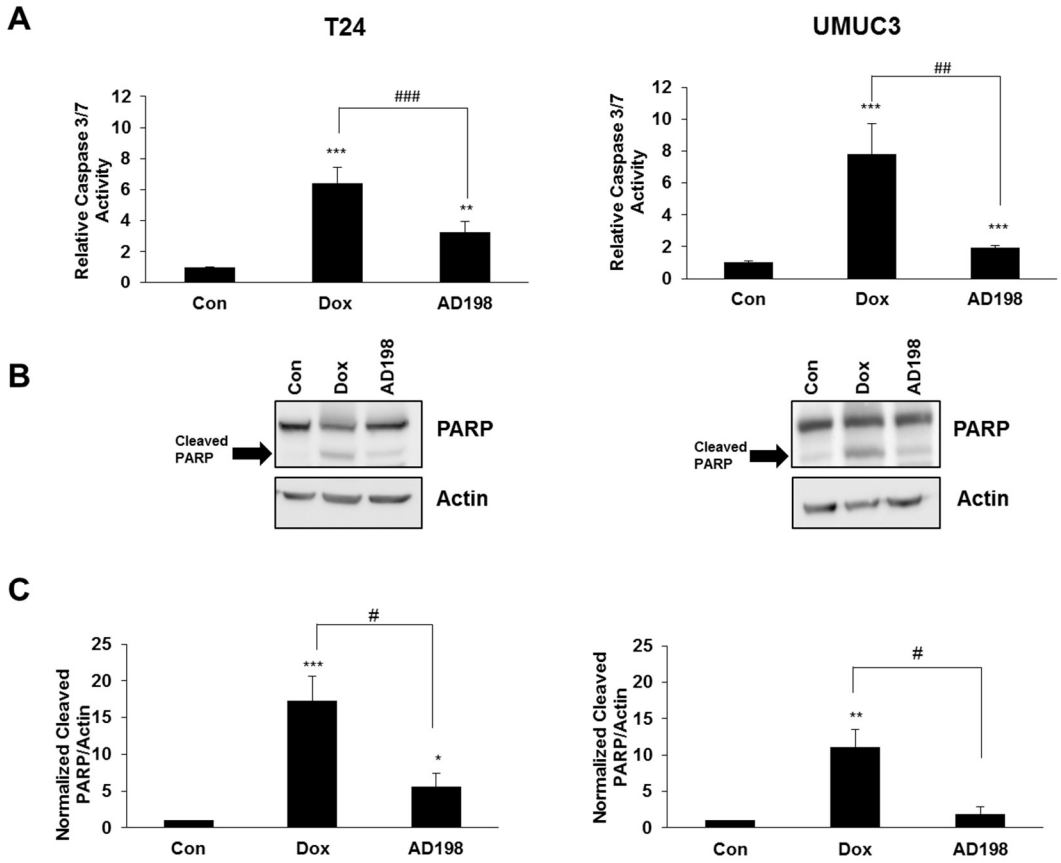 A
T24
UMUC3
Relative Caspase 3/7
Activity
12
10
8
6
4
2
0
***
**
###
Con
Dox
AD198
Relative Caspase 3/7
Activity
12
10
8
6
4
2
0
***
***
##
Con
Dox
AD198
B
Con
Dox
AD198
PARP
Cleaved
PARP
Actin
Con
Dox
AD198
PARP
Cleaved
PARP
Actin
C
Normalized Cleaved
PARP/Actin
25
20
15
10
5
0
***
*
#
Con
Dox
AD198
Normalized Cleaved
PARP/Actin
25
20
15
10
5
0
**
#
Con
Dox
AD198